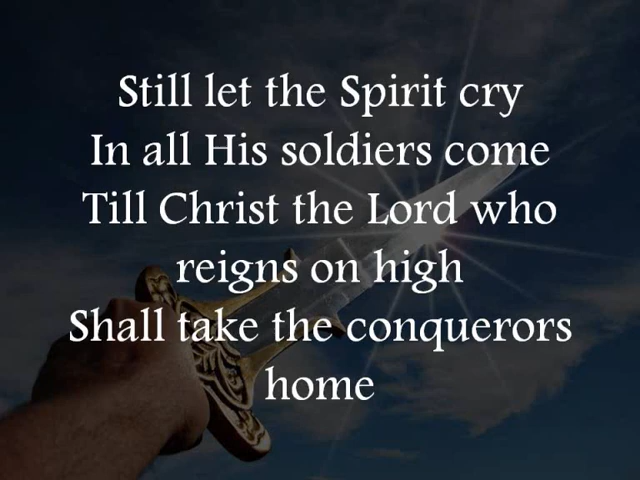 Still let the Spirit cry
In all His soldiers come
Till Christ the Lord who
reigns on high
Shall take the conquerors
home